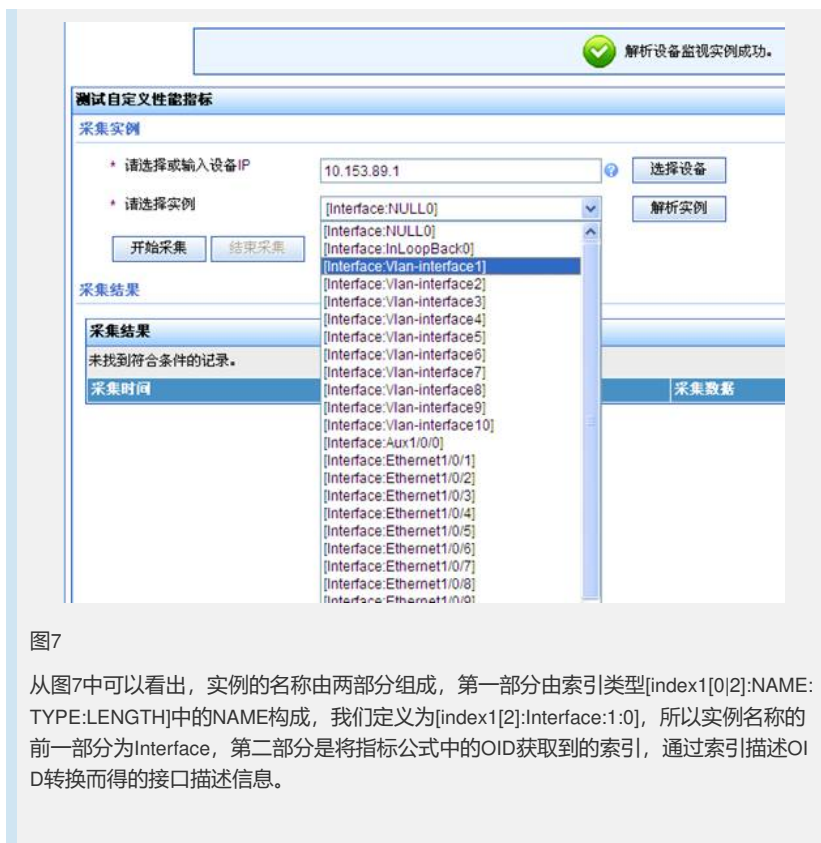 解析设备监视实例成功。
测试自定义性能指标
采集实例
* 请选择或输入设备IP
10.153.89.1
选择设备
* 请选择实例
[Interface:NULL0]
解析实例
开始采集
结束采集
[Interface:NULL0]
[Interface:InLoopBack0]
[Interface:Vlan-interface1]
[Interface:Vlan-interface2]
[Interface:Vlan-interface3]
[Interface:Vlan-interface4]
[Interface:Vlan-interface5]
[Interface:Vlan-interface6]
[Interface:Vlan-interface7]
[Interface:Vlan-interface8]
[Interface:Vlan-interface9]
[Interface:Vlan-interface10]
[Interface:Aux1/0/0]
[Interface:Ethernet1/0/1]
[Interface:Ethernet1/0/2]
[Interface:Ethernet1/0/3]
[Interface:Ethernet1/0/4]
[Interface:Ethernet1/0/5]
[Interface:Ethernet1/0/6]
[Interface:Ethernet1/0/7]
[Interface:Ethernet1/0/8]
[Interface:Ethernet1/0/9]
采集结果
采集结果
未找到符合条件的记录。
采集时间
采集数据
图7
从图7中可以看出，实例的名称由两部分组成，第一部分由索引类型[index1[0|2]:NAME:
TYPE:LENGTH]中的NAME构成，我们定义为[index1[2]:Interface:1:0]，所以实例名称的
前一部分为Interface，第二部分是将指标公式中的OID获取到的索引，通过索引描述OI
D转换而得的接口描述信息。